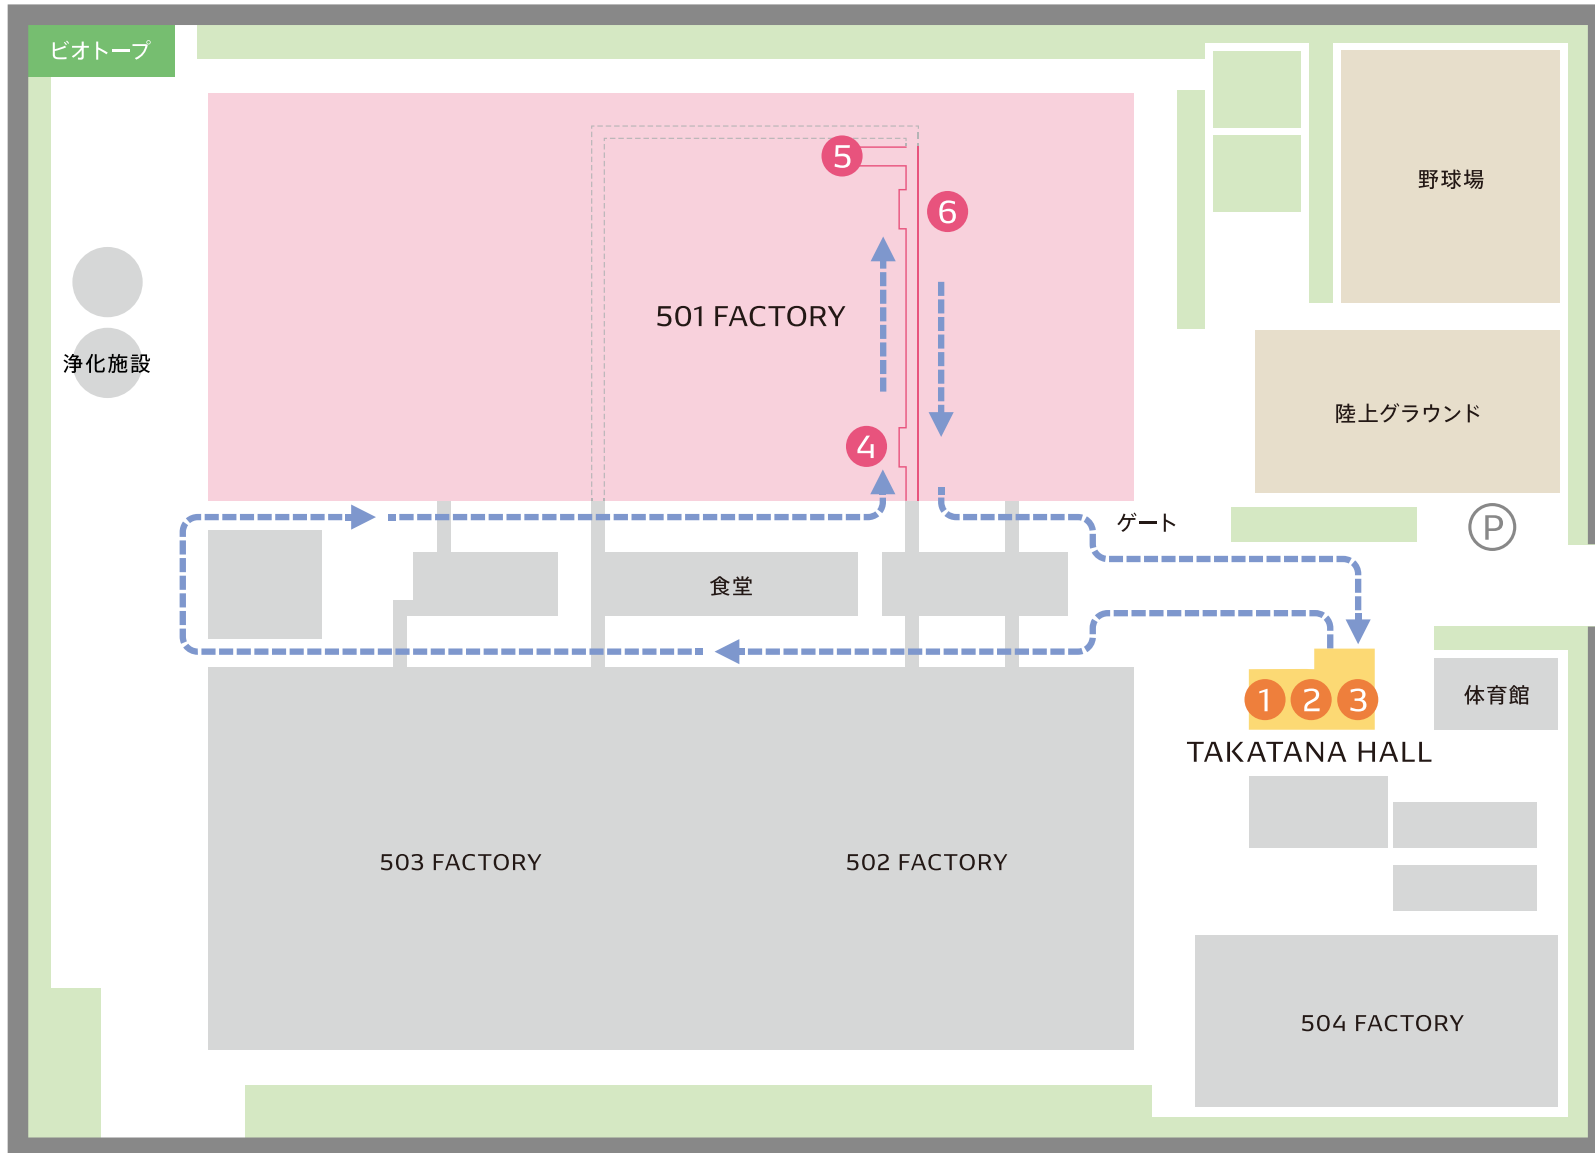 ビオトープ
野球場
5
6
501 FACTORY
浄化施設
陸上グラウンド
4
ゲート
P
食堂
体育館
1 2 3
TAKATANA HALL
503 FACTORY
502 FACTORY
504 FACTORY